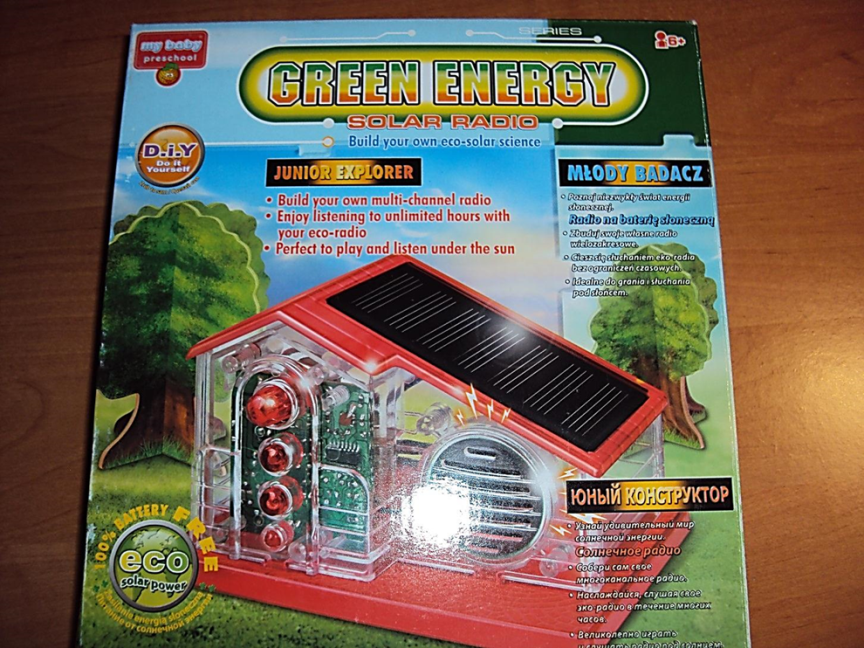 my baby
preschool
SERIES
6+
GREEN ENERGY
SOLAR RADIO
Build your own eco-solar science
D.i.Y
Do it
Yourself
JUNIOR EXPLORER
• Build your own multi-channel radio
• Enjoy listening to unlimited hours with
your eco-radio
• Perfect to play and listen under the sun
MŁODY BADACZ
• Poznaj niezwykły świat energii
słonecznej.
Radio na baterię słoneczną
• Zbuduj swoje własne radio
wielozakresowe.
• Ciesz się słuchaniem eko-radio
bez ograniczeń czasowych.
• Idealne do grania i słuchania
pod słońcem.
ЮНЫЙ КОНСТРУКТОР
• Узнай удивительный мир
солнечной энергии.
Солнечное радио
• Собери сам свое
многоканальное радио.
• Наслаждайся, слушая свое
эко радио в течение многих
часов.
• Великолепно играть
и слушать радио под солнцем.
100% BATTERY FREE
eco
solar power